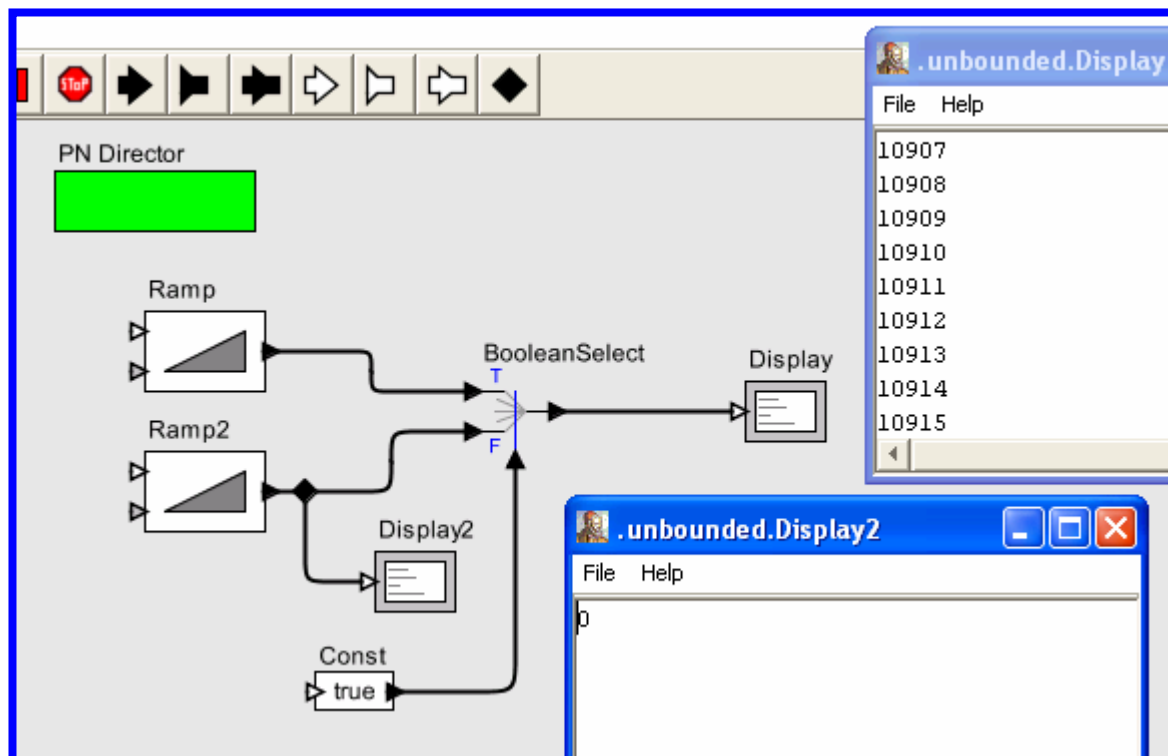 STOP
.unbounded.Display
File Help
10907
10908
10909
10910
10911
10912
10913
10914
10915
PN Director
Ramp
BooleanSelect
T
Display
Ramp2
F
Display2
Const
true
.unbounded.Display2
File Help
0